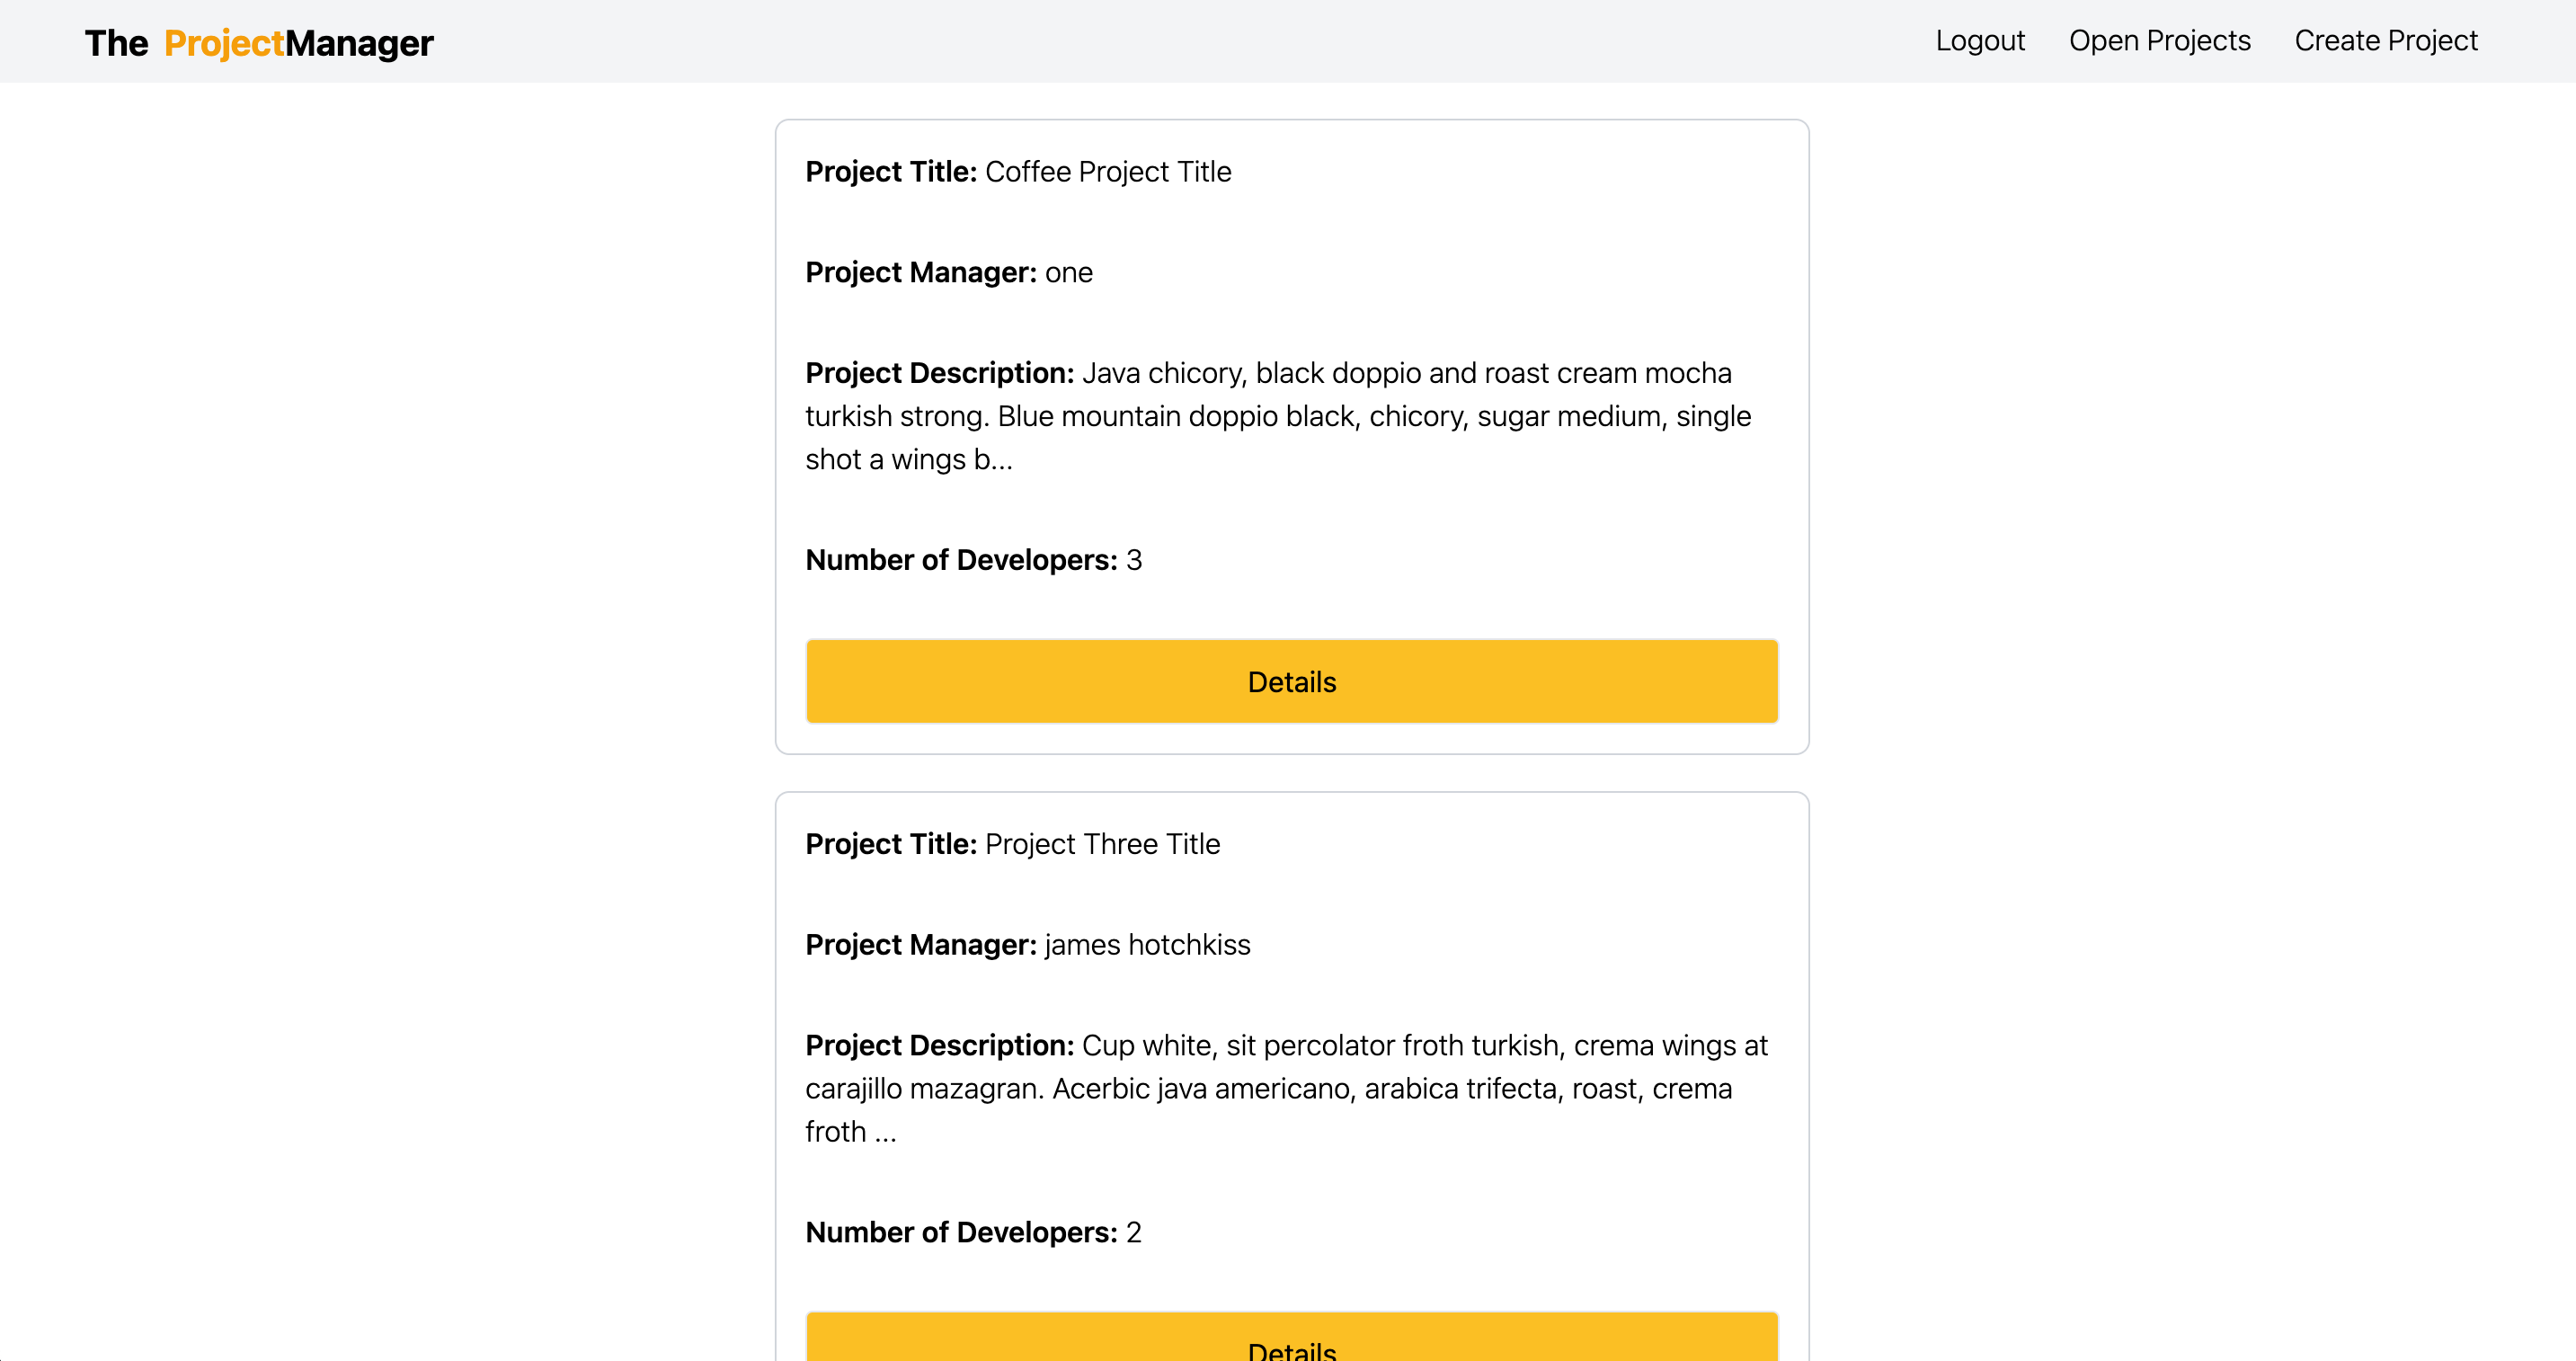 The ProjectManager
Logout Open Projects Create Project
Project Title: Coffee Project Title
Project Manager: one
Project Description: Java chicory, black doppio and roast cream mocha
turkish strong. Blue mountain doppio black, chicory, sugar medium, single
shot a wings b...
Number of Developers: 3
Details
Project Title: Project Three Title
Project Manager: james hotchkiss
Project Description: Cup white, sit percolator froth turkish, crema wings at
carajillo mazagran. Acerbic java americano, arabica trifecta, roast, crema
froth ...
Number of Developers: 2
Details